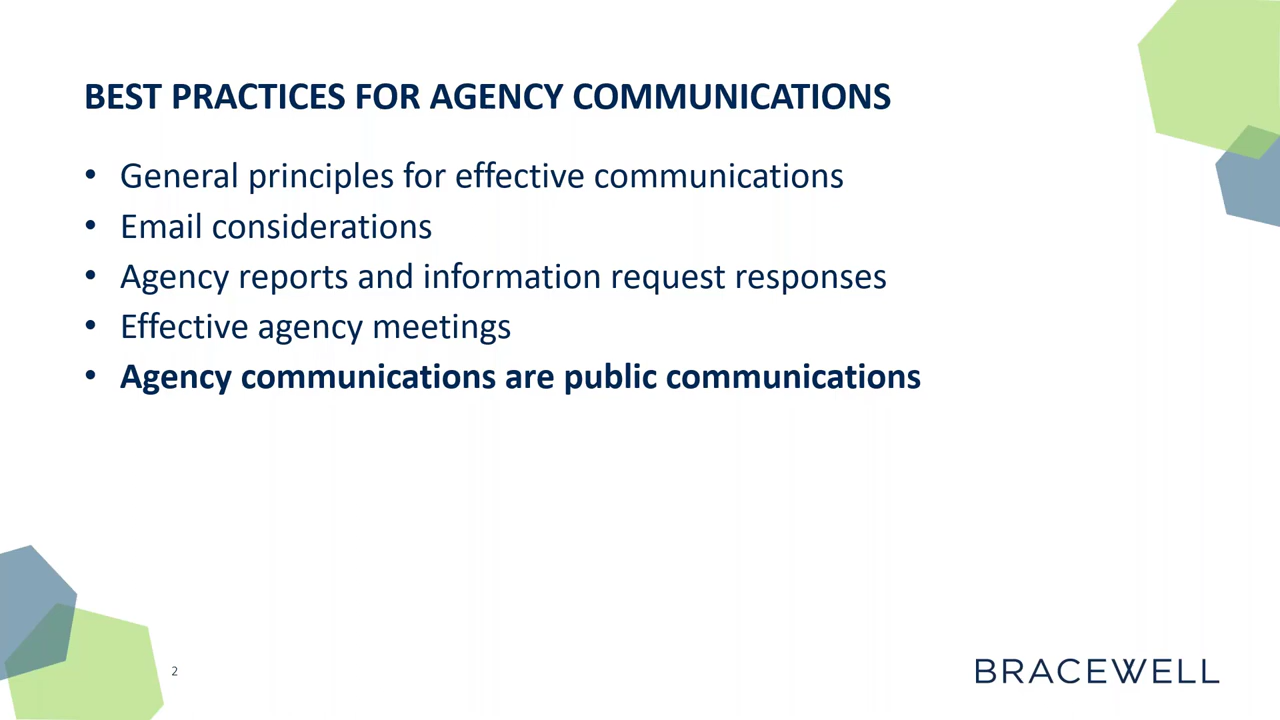 BEST PRACTICES FOR AGENCY COMMUNICATIONS
• General principles for effective communications
• Email considerations
• Agency reports and information request responses
• Effective agency meetings
• Agency communications are public communications
2
BRACEWELL